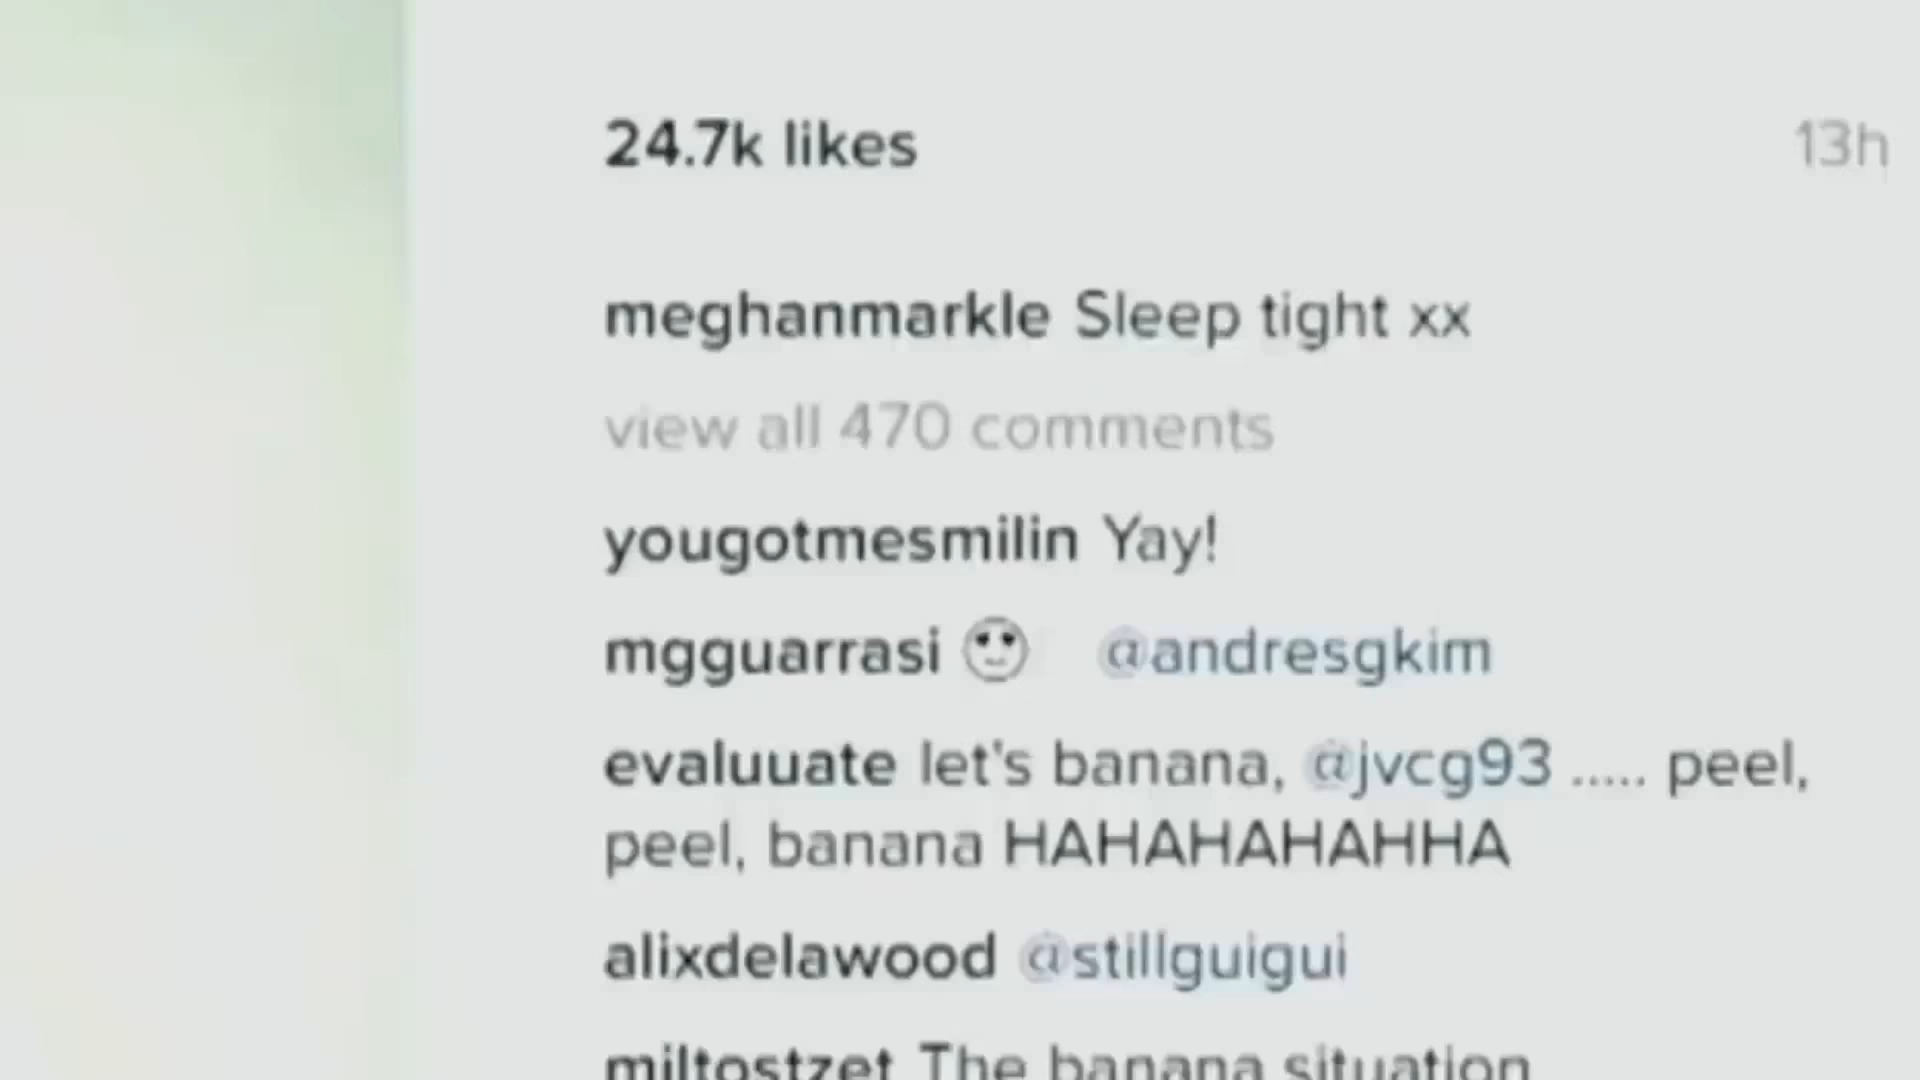 24.7k likes 13h
meghanmarkle Sleep tight xx
view all 470 comments
yougotmesmilin Yay!
mgguarrasi @andresgkim
evaluuate let's banana, @jvcg93 ..... peel,
peel, banana HAHAHAHAHHA
alixdelawood @stillguigui
miltostzet The banana situation